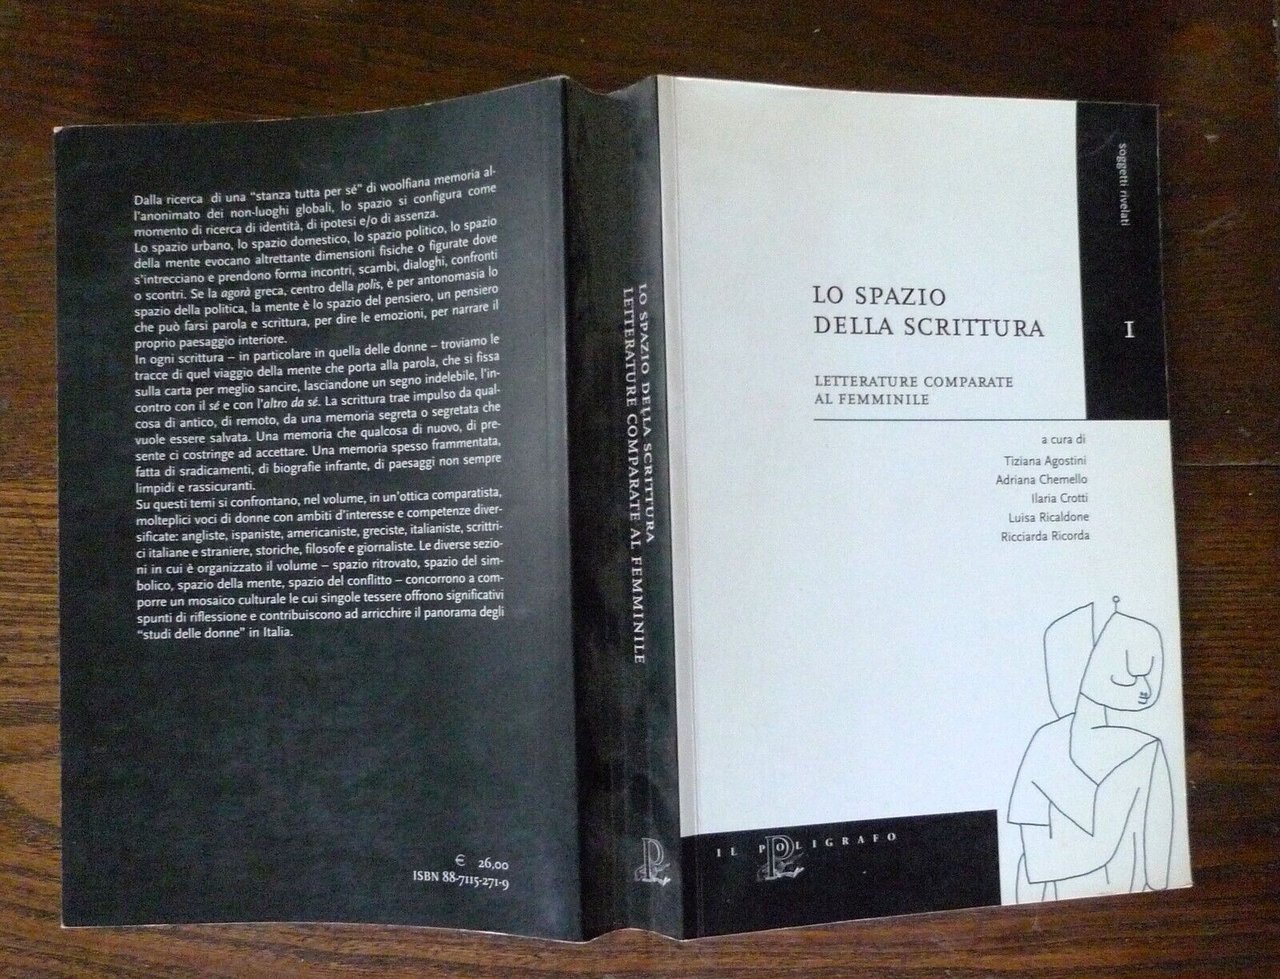 Dalla ricerca di una “stanza tutta per sé” di woolfiana memoria al-
l’anonimato dei non-luoghi globali, lo spazio si configura come
momento di ricerca di identità, di ipotesi e/o di assenza.
Lo spazio urbano, lo spazio domestico, lo spazio politico, lo spazio
della mente evocano altrettante dimensioni fisiche o figurate dove
s’intrecciano e prendono forma incontri, scambi, dialoghi, confronti
o scontri. Se la agorà greca, centro della polis, è per antonomasia lo
spazio della politica, la mente è lo spazio del pensiero, un pensiero
che può farsi parola e scrittura, per dire le emozioni, per narrare il
proprio paesaggio interiore.
In ogni scrittura – in particolare in quella delle donne – troviamo le
tracce di quel viaggio della mente che porta alla parola, che si fissa
sulla carta per meglio sancire, lasciandone un segno indelebile, l’in-
contro con il sé e con l’altro da sé. La scrittura trae impulso da qual-
cosa di antico, di remoto, da una memoria segreta o segretata che
vuole essere salvata. Una memoria che qualcosa di nuovo, di pre-
sente ci costringe ad accettare. Una memoria spesso frammentata,
fatta di sradicamenti, di biografie infrante, di paesaggi non sempre
limpidi e rassicuranti.
Su questi temi si confrontano, nel volume, in un’ottica comparatista,
molteplici voci di donne con ambiti d’interesse e competenze diver-
sificate: angliste, ispaniste, americaniste, greciste, italianiste, scrittri-
ci italiane e straniere, storiche, filosofe e giornaliste. Le diverse sezio-
ni in cui è organizzato il volume – spazio ritrovato, spazio del sim-
bolico, spazio della mente, spazio del conflitto – concorrono a com-
porre un mosaico culturale le cui singole tessere offrono significativi
spunti di riflessione e contribuiscono ad arricchire il panorama degli
“studi delle donne” in Italia.
€ 26,00
ISBN 88-7115-271-9
LO SPAZIO DELLA SCRITTURA
LETTERATURE COMPARATE AL FEMMINILE
P
soggetti rivelati
I
LO SPAZIO
DELLA SCRITTURA
LETTERATURE COMPARATE
AL FEMMINILE
a cura di
Tiziana Agostini
Adriana Chemello
Ilaria Crotti
Luisa Ricaldone
Ricciarda Ricorda
IL POLIGRAFO